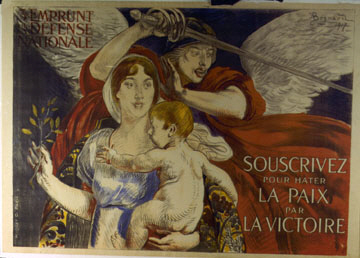 EMPRUNT
DE LA DÉFENSE
NATIONALE
SOUSCRIVEZ
POUR HATER
LA PAIX
PAR
LA VICTOIRE